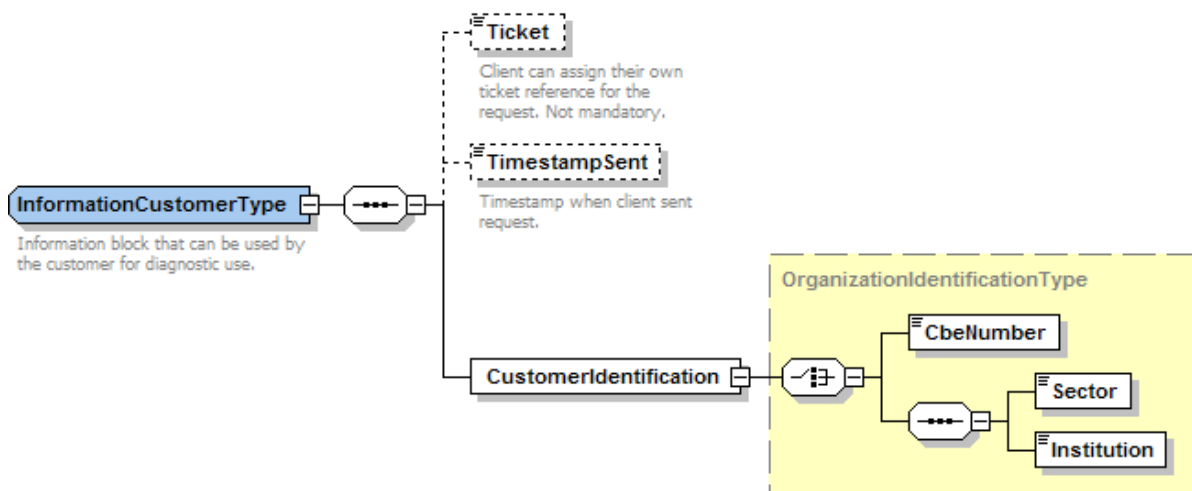 Ticket
Client can assign their own
ticket reference for the
request. Not mandatory.
TimestampSent
Timestamp when client sent
request.
InformationCustomerType
Information block that can be used by
the customer for diagnostic use.
OrganizationIdentificationType
CbeNumber
CustomerIdentification
Sector
Institution